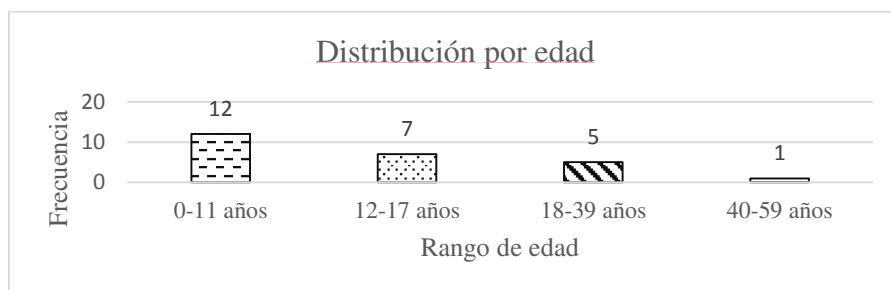 Distribución por edad
Frecuencia
20
10
0
12
7
5
1
0-11 años
12-17 años
18-39 años
40-59 años
Rango de edad